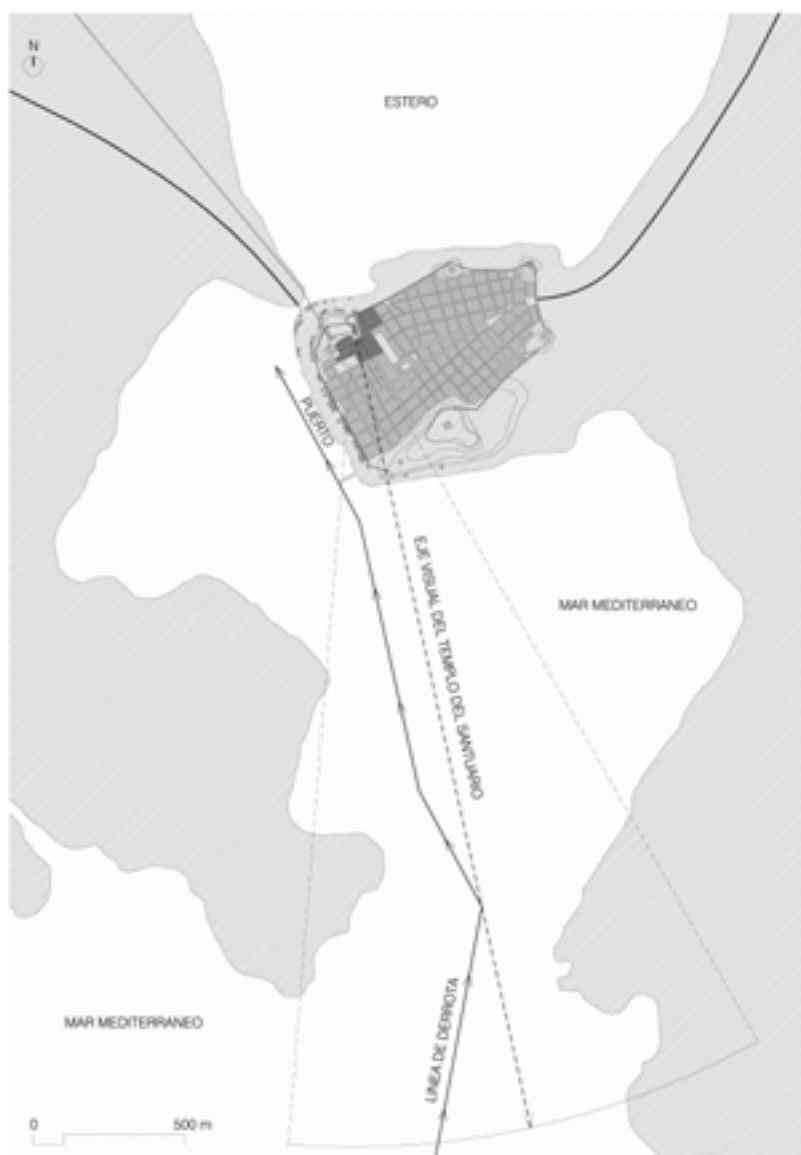 N
ESTERO
PUERTO
EJE VISUAL DEL TEMPLO DEL SANTUARIO
MAR MEDITERRANEO
LINEA DE DERROTA
MAR MEDITERRANEO
0 500 m